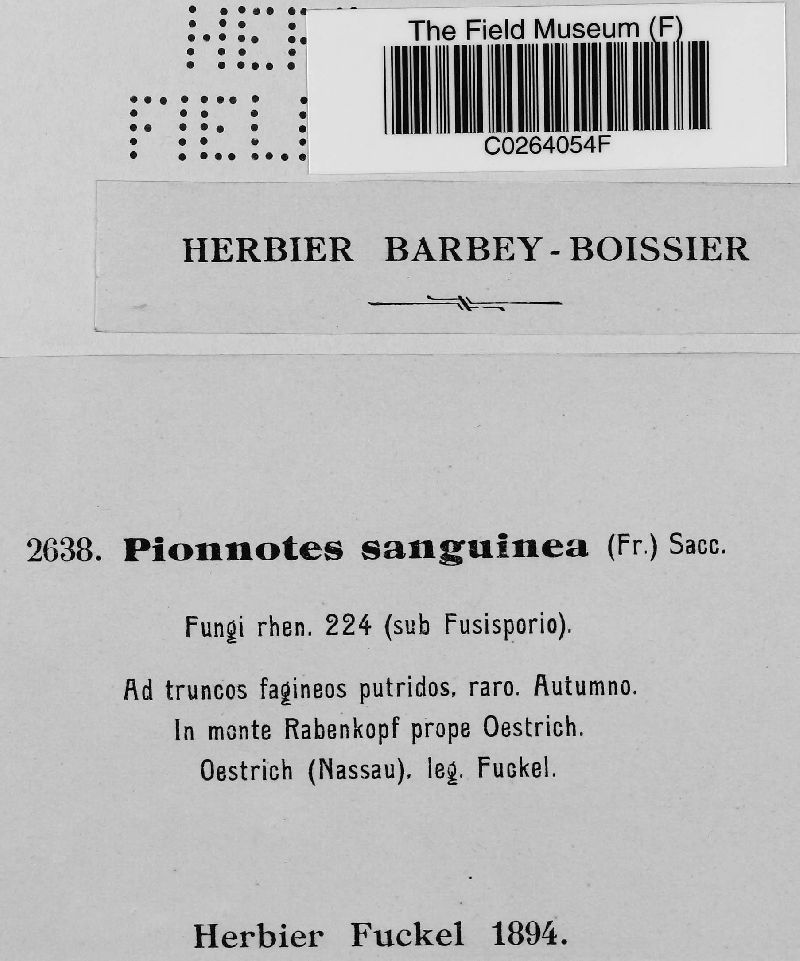 The Field Museum (F)
C0264054F
HERBIER BARBEY-BOISSIER
2638. Pionnotes sanguinea (Fr.) Sacc.
Fungi rhen. 224 (sub Fusisporio).
Ad truncos fagineos putridos, raro. Autumno.
In monte Rabenkopf prope Oestrich.
Oestrich (Nassau), leg. Fuckel.
Herbier Fuckel 1894.